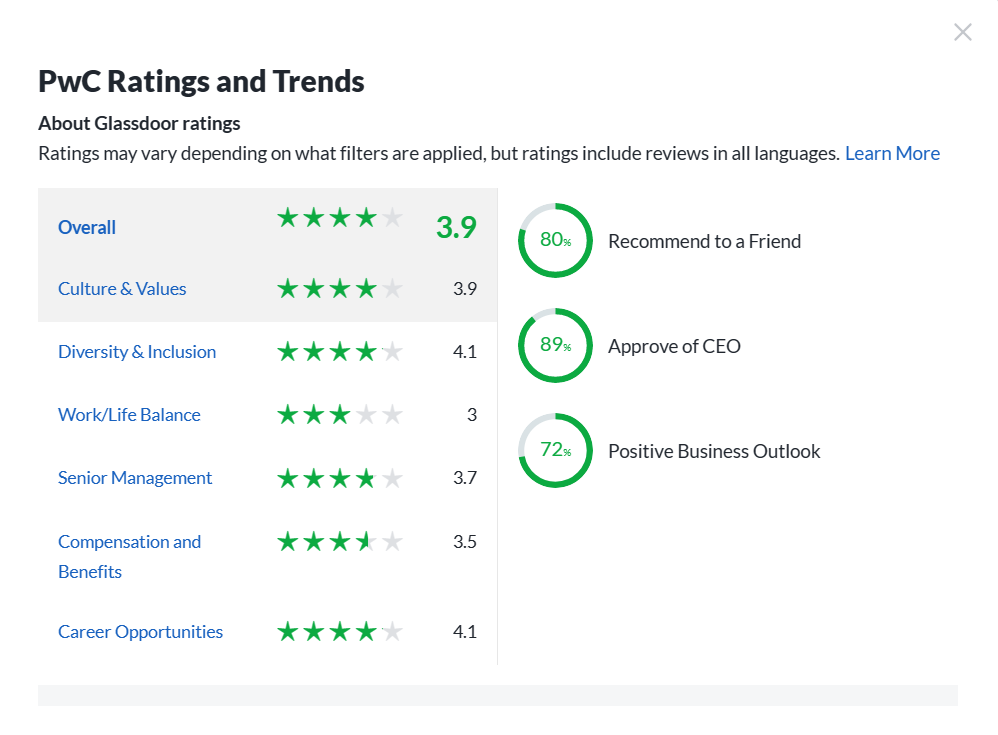 PwC Ratings and Trends
About Glassdoor ratings
Ratings may vary depending on what filters are applied, but ratings include reviews in all languages. Learn More
Overall 3.9
Culture & Values 3.9
Diversity & Inclusion 4.1
Work/Life Balance 3
Senior Management 3.7
Compensation and 3.5
Benefits
Career Opportunities 4.1
80% Recommend to a Friend
89% Approve of CEO
72% Positive Business Outlook